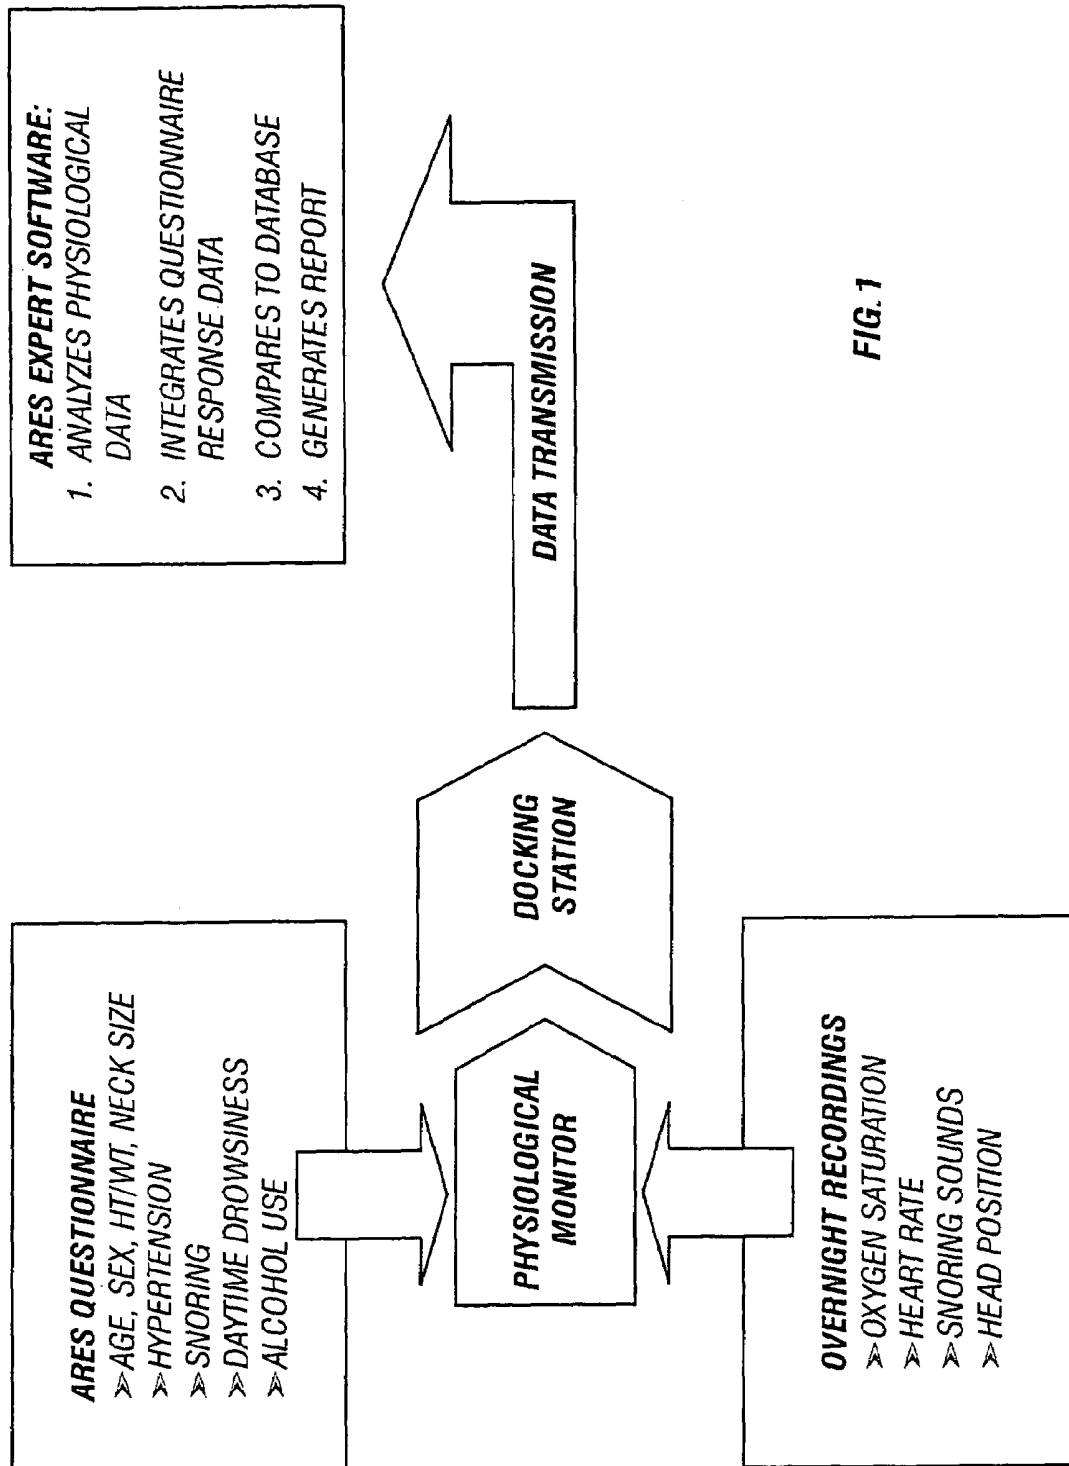 ARES QUESTIONNAIRE
➢AGE, SEX, HT/WT, NECK SIZE
➢HYPERTENSION
➢SNORING
➢DAYTIME DROWSINESS
➢ALCOHOL USE
PHYSIOLOGICAL
MONITOR
OVERNIGHT RECORDINGS
➢OXYGEN SATURATION
➢HEART RATE
➢SNORING SOUNDS
➢HEAD POSITION
DOCKING
STATION
DATA TRANSMISSION
ARES EXPERT SOFTWARE:
1. ANALYZES PHYSIOLOGICAL
DATA
2. INTEGRATES QUESTIONNAIRE
RESPONSE DATA
3. COMPARES TO DATABASE
4. GENERATES REPORT
FIG. 1